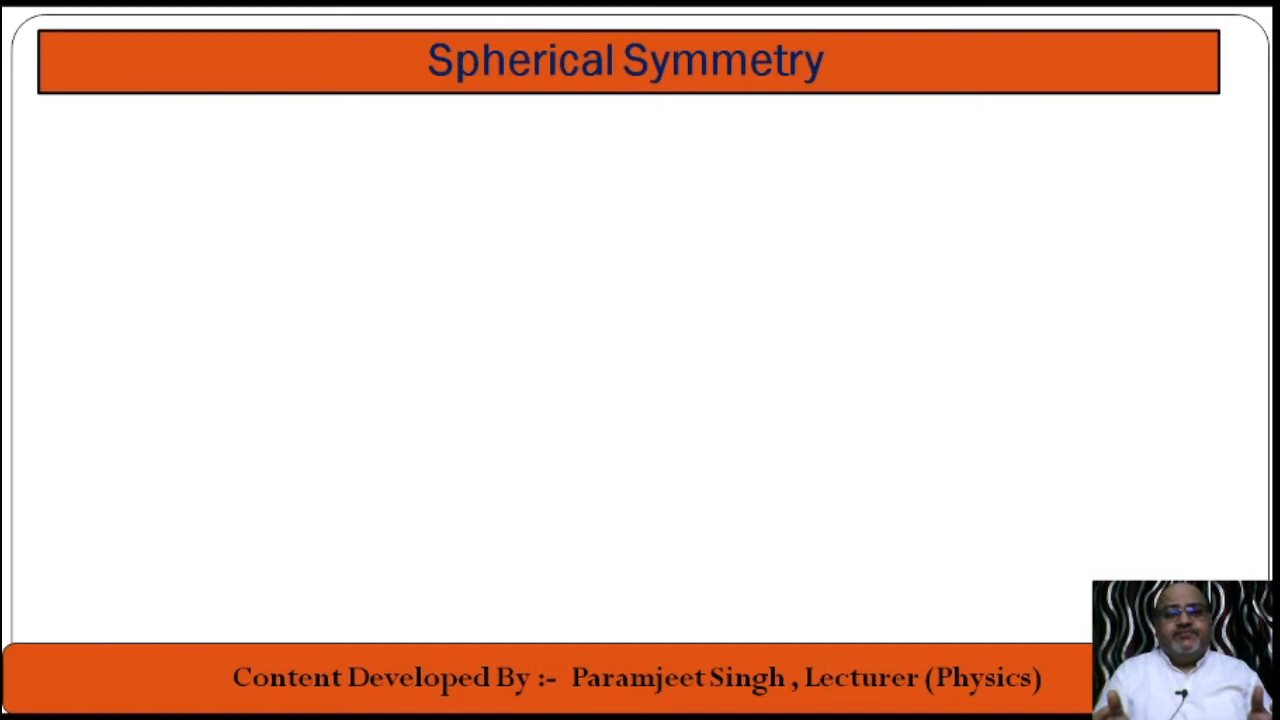 Spherical Symmetry
Content Developed By :- Paramjeet Singh , Lecturer (Physics)